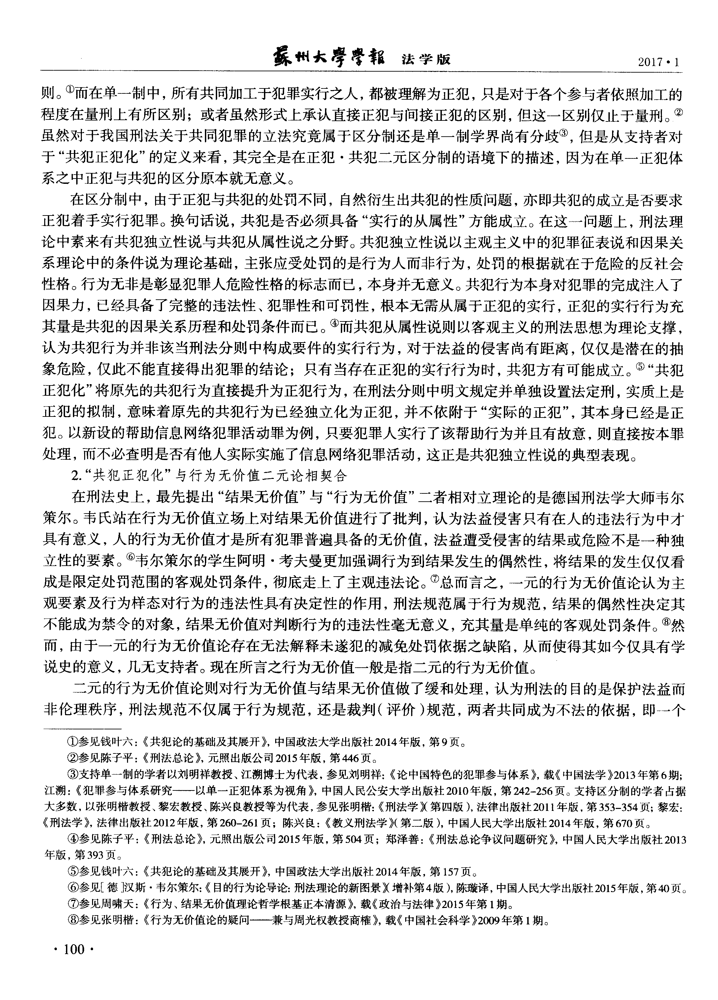 蘇州大學學報 法学版 2017·1
则。①而在单一制中，所有共同加工于犯罪实行之人，都被理解为正犯，只是对于各个参与者依照加工的
程度在量刑上有所区别；或者虽然形式上承认直接正犯与间接正犯的区别，但这一区别仅止于量刑。②
虽然对于我国刑法关于共同犯罪的立法究竟属于区分制还是单一制学界尚有分歧③，但是从支持者对
于“共犯正犯化”的定义来看，其完全是在正犯·共犯二元区分制的语境下的描述，因为在单一正犯体
系之中正犯与共犯的区分原本就无意义。
在区分制中，由于正犯与共犯的处罚不同，自然衍生出共犯的性质问题，亦即共犯的成立是否要求
正犯着手实行犯罪。换句话说，共犯是否必须具备“实行的从属性”方能成立。在这一问题上，刑法理
论中素来有共犯独立性说与共犯从属性说之分野。共犯独立性说以主观主义中的犯罪征表说和因果关
系理论中的条件说为理论基础，主张应受处罚的是行为人而非行为，处罚的根据就在于危险的反社会
性格。行为无非是彰显犯罪人危险性格的标志而已，本身并无意义。共犯行为本身对犯罪的完成注入了
因果力，已经具备了完整的违法性、犯罪性和可罚性，根本无需从属于正犯的实行，正犯的实行行为充
其量是共犯的因果关系历程和处罚条件而已。④而共犯从属性说则以客观主义的刑法思想为理论支撑，
认为共犯行为并非该当刑法分则中构成要件的实行行为，对于法益的侵害尚有距离，仅仅是潜在的抽
象危险，仅此不能直接得出犯罪的结论；只有当存在正犯的实行行为时，共犯方有可能成立。⑤“共犯
正犯化”将原先的共犯行为直接提升为正犯行为，在刑法分则中明文规定并单独设置法定刑，实质上是
正犯的拟制，意味着原先的共犯行为已经独立化为正犯，并不依附于“实际的正犯”，其本身已经是正
犯。以新设的帮助信息网络犯罪活动罪为例，只要犯罪人实行了该帮助行为并且有故意，则直接按本罪
处理，而不必查明是否有他人实际实施了信息网络犯罪活动，这正是共犯独立性说的典型表现。
2.“共犯正犯化”与行为无价值二元论相契合
在刑法史上，最先提出“结果无价值”与“行为无价值”二者相对立理论的是德国刑法学大师韦尔
策尔。韦氏站在行为无价值立场上对结果无价值进行了批判，认为法益侵害只有在人的违法行为中才
具有意义，人的行为无价值才是所有犯罪普遍具备的无价值，法益遭受侵害的结果或危险不是一种独
立性的要素。⑥韦尔策尔的学生阿明·考夫曼更加强调行为到结果发生的偶然性，将结果的发生仅仅看
成是限定处罚范围的客观处罚条件，彻底走上了主观违法论。⑦总而言之，一元的行为无价值论认为主
观要素及行为样态对行为的违法性具有决定性的作用，刑法规范属于行为规范，结果的偶然性决定其
不能成为禁令的对象，结果无价值对判断行为的违法性毫无意义，充其量是单纯的客观处罚条件。⑧然
而，由于一元的行为无价值论存在无法解释未遂犯的减免处罚依据之缺陷，从而使得其如今仅具有学
说史的意义，几无支持者。现在所言之行为无价值一般是指二元的行为无价值。
二元的行为无价值论则对行为无价值与结果无价值做了缓和处理，认为刑法的目的是保护法益而
非伦理秩序，刑法规范不仅属于行为规范，还是裁判（评价）规范，两者共同成为不法的依据，即一个
①参见钱叶六：《共犯论的基础及其展开》，中国政法大学出版社2014年版，第9页。
②参见陈子平：《刑法总论》，元照出版公司2015年版，第446页。
③支持单一制的学者以刘明祥教授、江溯博士为代表，参见刘明祥：《论中国特色的犯罪参与体系》，载《中国法学》2013年第6期；
江溯：《犯罪参与体系研究——以单一正犯体系为视角》，中国人民公安大学出版社2010年版，第242-256页。支持区分制的学者占据
大多数，以张明楷教授、黎宏教授、陈兴良教授等为代表，参见张明楷：《刑法学》（第四版），法律出版社2011年版，第353-354页；黎宏：
《刑法学》，法律出版社2012年版，第260-261页；陈兴良：《教义刑法学》（第二版），中国人民大学出版社2014年版，第670页。
④参见陈子平：《刑法总论》，元照出版公司2015年版，第504页；郑泽善：《刑法总论争议问题研究》，中国人民大学出版社2013
年版，第393页。
⑤参见钱叶六：《共犯论的基础及其展开》，中国政法大学出版社2014年版，第157页。
⑥参见[德]汉斯·韦尔策尔：《目的行为论导论：刑法理论的新图景》（增补第4版），陈璇译，中国人民大学出版社2015年版，第40页。
⑦参见周啸天：《行为、结果无价值理论哲学根基正本清源》，载《政治与法律》2015年第1期。
⑧参见张明楷：《行为无价值论的疑问——兼与周光权教授商榷》，载《中国社会科学》2009年第1期。
·100·